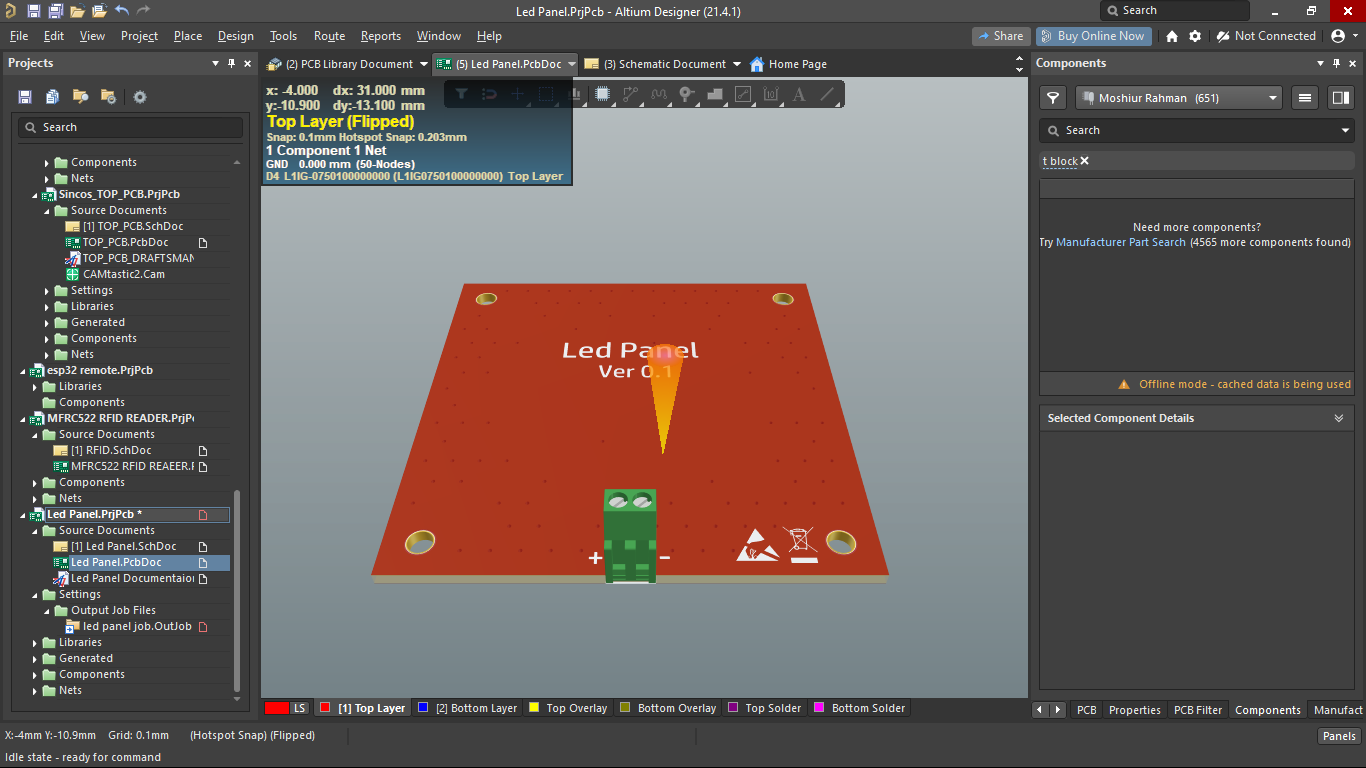 Led Panel.PrjPcb - Altium Designer (21.4.1)
Search
File Edit View Project Place Design Tools Route Reports Window Help
Share
Buy Online Now
Not Connected
Projects
(2) PCB Library Document
(5) Led Panel.PcbDoc
(3) Schematic Document
Home Page
Components
Search
Components
Nets
Sincos_TOP_PCB.PrjPcb
Source Documents
[1] TOP_PCB.SchDoc
TOP_PCB.PcbDoc
TOP_PCB_DRAFTSMAN
CAMtastic2.Cam
Settings
Libraries
Generated
Components
Nets
esp32 remote.PrjPcb
Libraries
Components
MFRC522 RFID READER.PrjP
Source Documents
[1] RFID.SchDoc
MFRC522 RFID REAEER.
Components
Nets
Led Panel.PrjPcb *
Source Documents
[1] Led Panel.SchDoc
Led Panel.PcbDoc
Led Panel Documentaion
Settings
Output Job Files
led panel job.OutJob
Libraries
Generated
Components
Nets
x: -4.000 dx: 31.000 mm
y:-10.900 dy:-13.100 mm
Top Layer (Flipped)
Snap: 0.1mm Hotspot Snap: 0.203mm
1 Component 1 Net
GND 0.000 mm (50-Nodes)
D4 L1IG-0750100000000 (L1IG0750100000000) Top Layer
Led Panel
Ver 0.1
+ -
LS
[1] Top Layer
[2] Bottom Layer
Top Overlay
Bottom Overlay
Top Solder
Bottom Solder
Moshiur Rahman (651)
Search
t block
Need more components?
Try Manufacturer Part Search (4565 more components found)
Offline mode - cached data is being used
Selected Component Details
PCB Properties PCB Filter Components Manufact
X:-4mm Y:-10.9mm Grid: 0.1mm (Hotspot Snap) (Flipped)
Panels
Idle state - ready for command